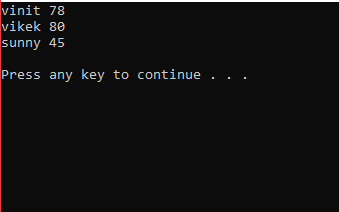 vinit 78
vikek 80
sunny 45
Press any key to continue . . .